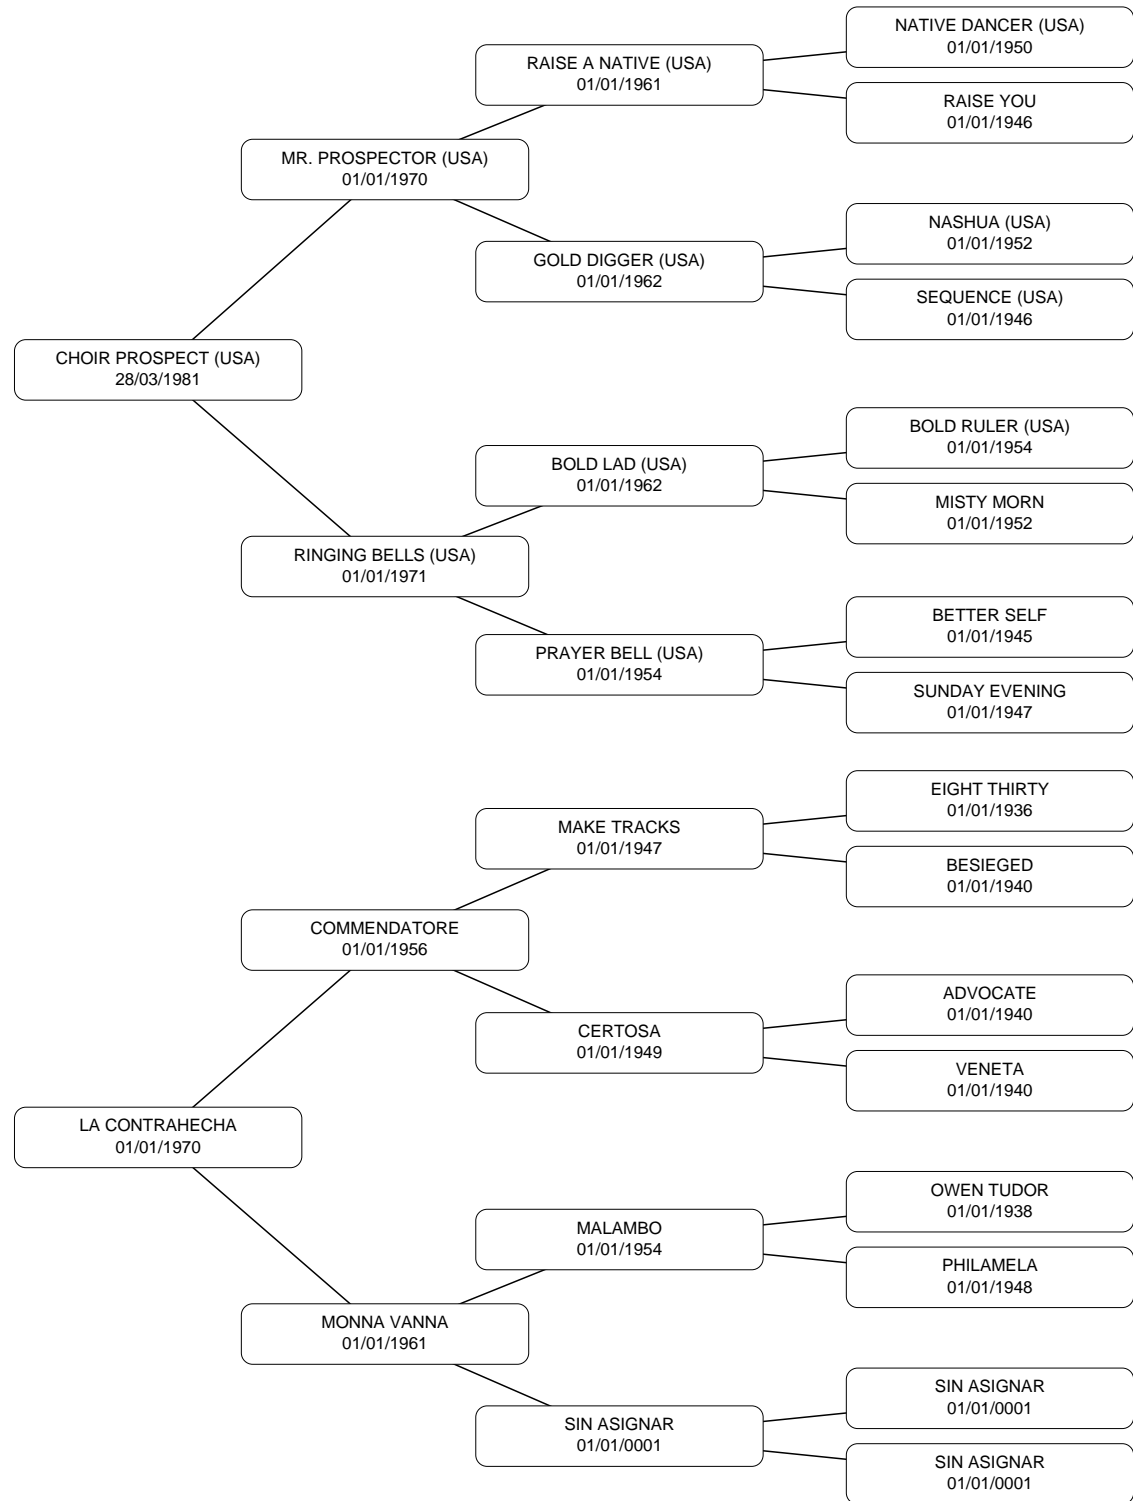 NATIVE DANCER (USA)
01/01/1950
RAISE A NATIVE (USA)
01/01/1961
RAISE YOU
01/01/1946
MR. PROSPECTOR (USA)
01/01/1970
NASHUA (USA)
01/01/1952
GOLD DIGGER (USA)
01/01/1962
SEQUENCE (USA)
01/01/1946
CHOIR PROSPECT (USA)
28/03/1981
BOLD RULER (USA)
01/01/1954
BOLD LAD (USA)
01/01/1962
MISTY MORN
01/01/1952
RINGING BELLS (USA)
01/01/1971
BETTER SELF
01/01/1945
PRAYER BELL (USA)
01/01/1954
SUNDAY EVENING
01/01/1947
EIGHT THIRTY
01/01/1936
MAKE TRACKS
01/01/1947
BESIEGED
01/01/1940
COMMENDATORE
01/01/1956
ADVOCATE
01/01/1940
CERTOSA
01/01/1949
VENETA
01/01/1940
LA CONTRAHECHA
01/01/1970
OWEN TUDOR
01/01/1938
MALAMBO
01/01/1954
PHILAMELA
01/01/1948
MONNA VANNA
01/01/1961
SIN ASIGNAR
01/01/0001
SIN ASIGNAR
01/01/0001
SIN ASIGNAR
01/01/0001